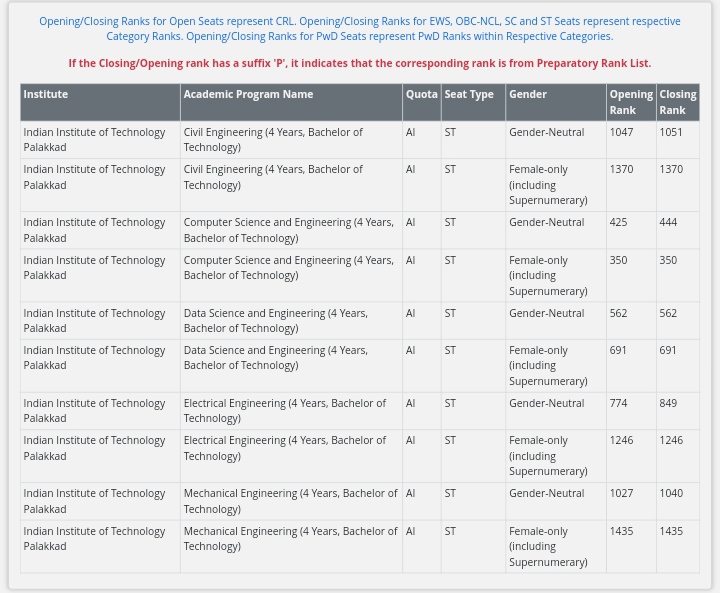 Opening/Closing Ranks for Open Seats represent CRL. Opening/Closing Ranks for EWS, OBC-NCL, SC and ST Seats represent respective
Category Ranks. Opening/Closing Ranks for PwD Seats represent PwD Ranks within Respective Categories.
If the Closing/Opening rank has a suffix 'P', it indicates that the corresponding rank is from Preparatory Rank List.
Institute Academic Program Name Quota Seat Type Gender Opening Closing
Rank Rank
Indian Institute of Technology Civil Engineering (4 Years, Bachelor of AI ST Gender-Neutral 1047 1051
Palakkad Technology)
Indian Institute of Technology Civil Engineering (4 Years, Bachelor of AI ST Female-only 1370 1370
Palakkad Technology) (including
Supernumerary)
Indian Institute of Technology Computer Science and Engineering (4 Years, AI ST Gender-Neutral 425 444
Palakkad Bachelor of Technology)
Indian Institute of Technology Computer Science and Engineering (4 Years, AI ST Female-only 350 350
Palakkad Bachelor of Technology) (including
Supernumerary)
Indian Institute of Technology Data Science and Engineering (4 Years, AI ST Gender-Neutral 562 562
Palakkad Bachelor of Technology)
Indian Institute of Technology Data Science and Engineering (4 Years, AI ST Female-only 691 691
Palakkad Bachelor of Technology) (including
Supernumerary)
Indian Institute of Technology Electrical Engineering (4 Years, Bachelor of AI ST Gender-Neutral 774 849
Palakkad Technology)
Indian Institute of Technology Electrical Engineering (4 Years, Bachelor of AI ST Female-only 1246 1246
Palakkad Technology) (including
Supernumerary)
Indian Institute of Technology Mechanical Engineering (4 Years, Bachelor of AI ST Gender-Neutral 1027 1040
Palakkad Technology)
Indian Institute of Technology Mechanical Engineering (4 Years, Bachelor of AI ST Female-only 1435 1435
Palakkad Technology) (including
Supernumerary)